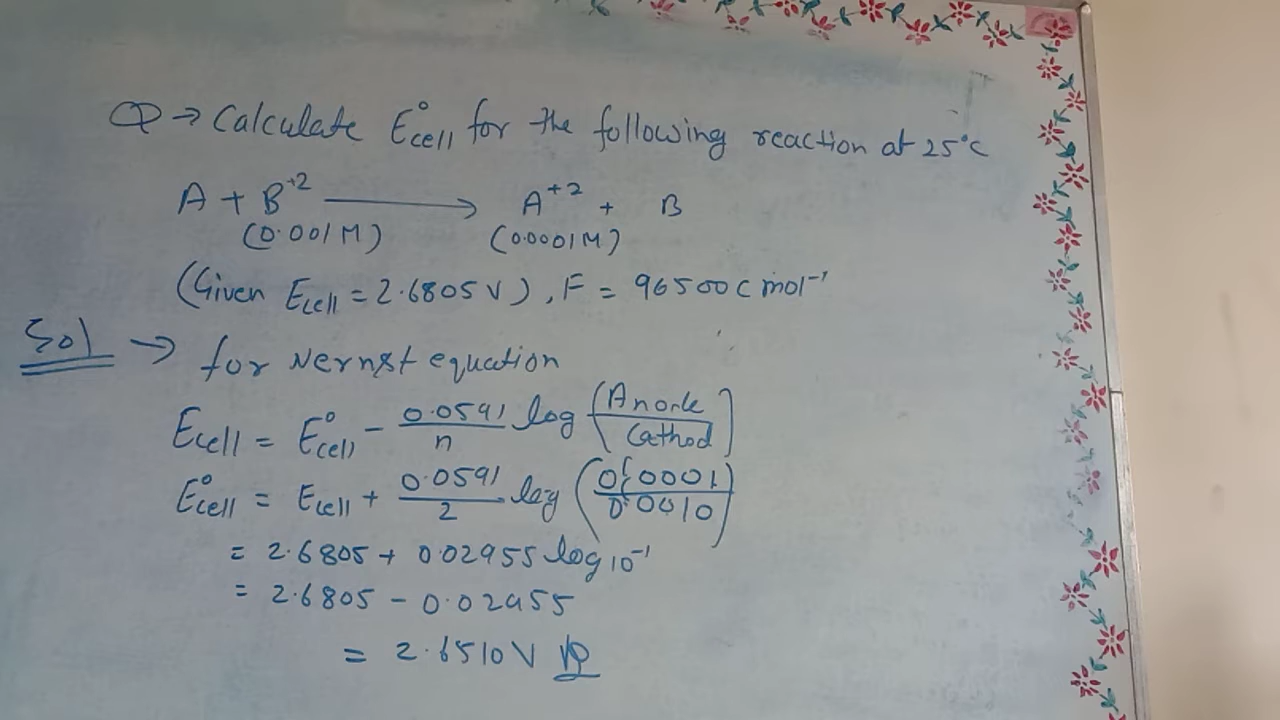 Q → Calculate E°cell for the following reaction at 25°C
A + B⁺² ⟶ A⁺² + B
(0.001M) (0.0001M)
(Given Ecell = 2.6805 V), F = 96500 C mol⁻¹
Sol → for Nernst equation
Ecell = E°cell - 0.0591/n log (Anode/Cathod)
E°cell = Ecell + 0.0591/2 log (0.0001/0.0010)
= 2.6805 + 0.02955 log 10⁻¹
= 2.6805 - 0.02955
= 2.6510 V